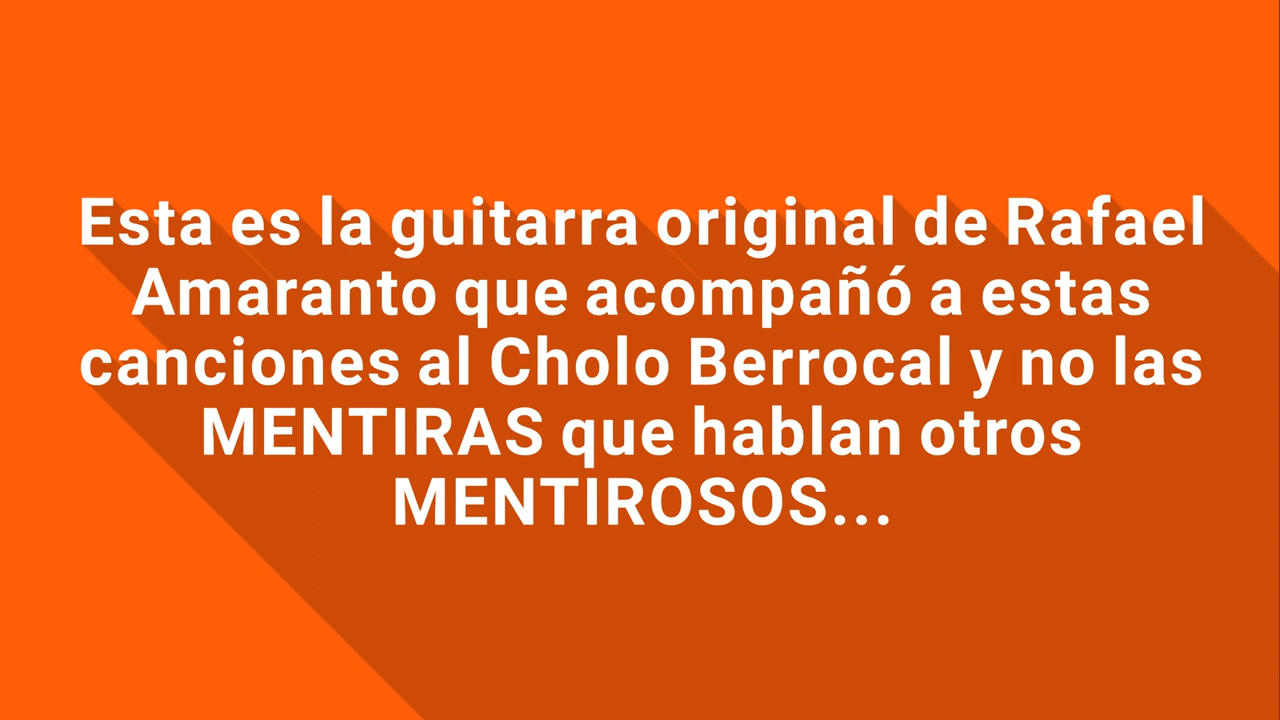 Esta es la guitarra original de Rafael
Amaranto que acompañó a estas
canciones al Cholo Berrocal y no las
MENTIRAS que hablan otros
MENTIROSOS...